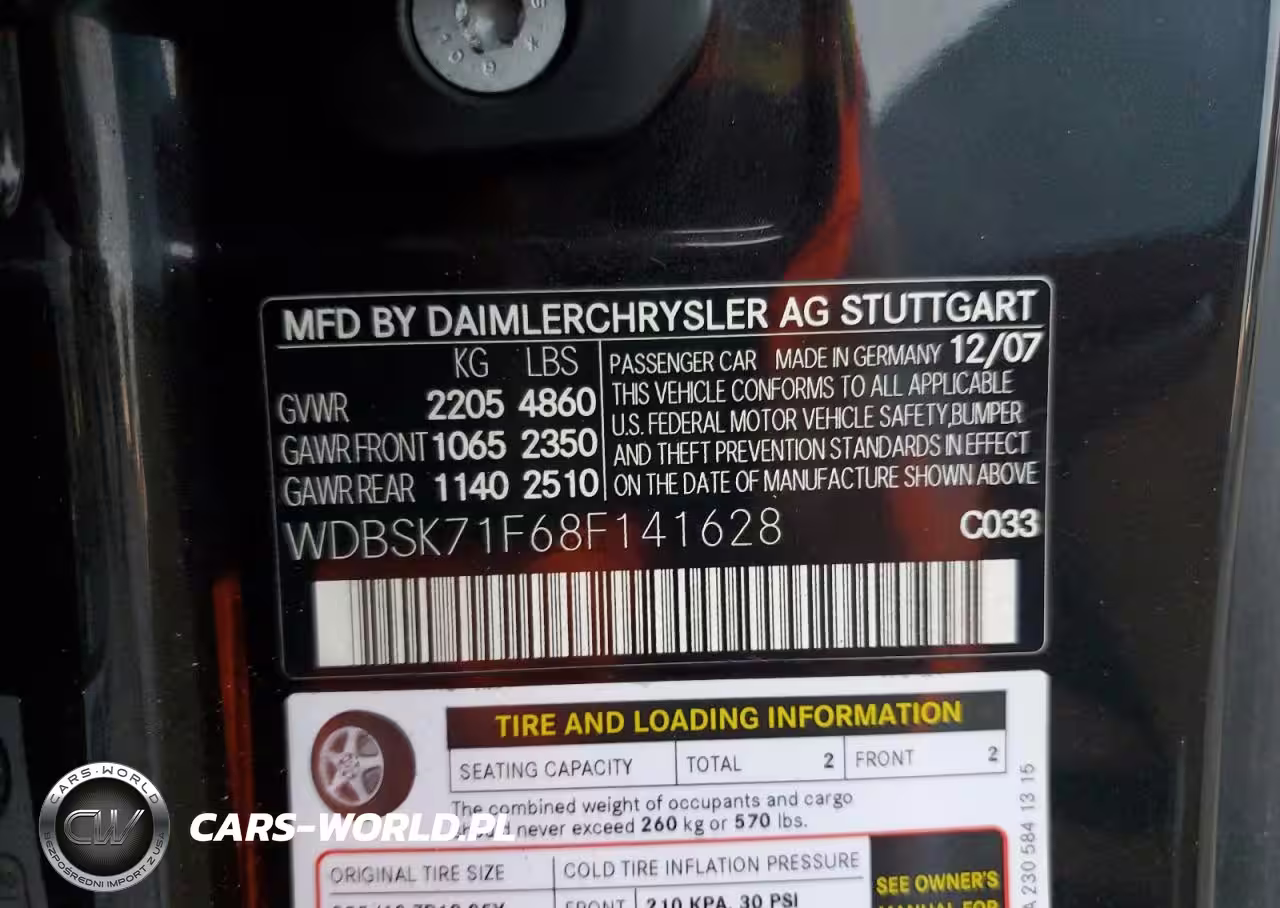 MFD BY DAIMLERCHRYSLER AG STUTTGART
KG LBS
GVWR 2205 4860
GAWR FRONT 1065 2350
GAWR REAR 1140 2510
PASSENGER CAR MADE IN GERMANY 12/07
THIS VEHICLE CONFORMS TO ALL APPLICABLE
U.S. FEDERAL MOTOR VEHICLE SAFETY,BUMPER
AND THEFT PREVENTION STANDARDS IN EFFECT
ON THE DATE OF MANUFACTURE SHOWN ABOVE
WDBSK71F68F141628 C033
TIRE AND LOADING INFORMATION
SEATING CAPACITY TOTAL 2 FRONT 2
The combined weight of occupants and cargo
never exceed 260 kg or 570 lbs.
ORIGINAL TIRE SIZE COLD TIRE INFLATION PRESSURE
FRONT 210 KPA, 30 PSI
SEE OWNER'S
MANUAL FOR
A 230 584 13 15
CARS-WORLD
CW
BEZPOŚREDNI IMPORT Z USA
CARS-WORLD.PL